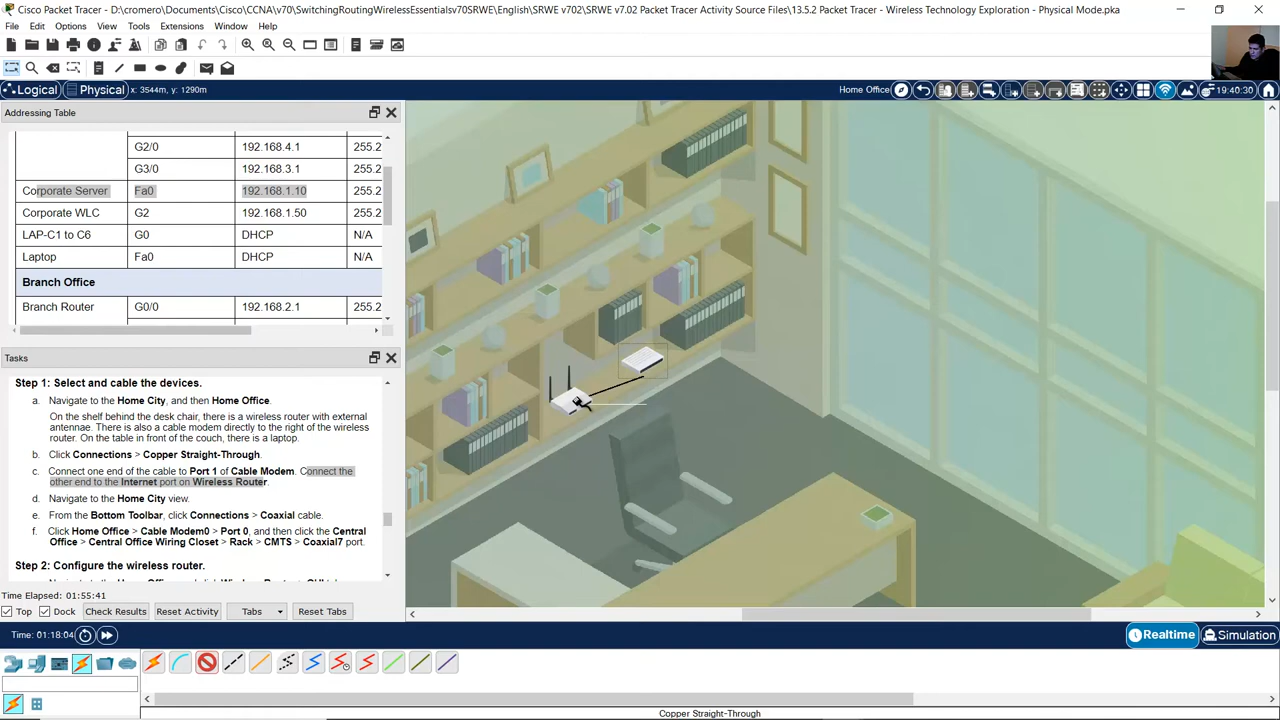 Cisco Packet Tracer - D:\cromero\Documents\Cisco\CCNA\v70\SwitchingRoutingWirelessEssentialsv70SRWE\English\SRWE v702\SRWE v7.02 Packet Tracer Activity Source Files\13.5.2 Packet Tracer - Wireless Technology Exploration - Physical Mode.pka
File Edit Options View Tools Extensions Window Help
Logical Physical x: 3544m, y: 1290m Home Office 19:40:30
Addressing Table
G2/0 192.168.4.1 255.2
G3/0 192.168.3.1 255.2
Corporate Server Fa0 192.168.1.10 255.2
Corporate WLC G2 192.168.1.50 255.2
LAP-C1 to C6 G0 DHCP N/A
Laptop Fa0 DHCP N/A
Branch Office
Branch Router G0/0 192.168.2.1 255.2
Tasks
Step 1: Select and cable the devices.
a. Navigate to the Home City, and then Home Office.
On the shelf behind the desk chair, there is a wireless router with external
antennae. There is also a cable modem directly to the right of the wireless
router. On the table in front of the couch, there is a laptop.
b. Click Connections > Copper Straight-Through.
c. Connect one end of the cable to Port 1 of Cable Modem. Connect the
other end to the Internet port on Wireless Router.
d. Navigate to the Home City view.
e. From the Bottom Toolbar, click Connections > Coaxial cable.
f. Click Home Office > Cable Modem0 > Port 0, and then click the Central
Office > Central Office Wiring Closet > Rack > CMTS > Coaxial7 port.
Step 2: Configure the wireless router.
Time Elapsed: 01:55:41
Top Dock Check Results Reset Activity Tabs Reset Tabs
Time: 01:18:04 Realtime Simulation
Copper Straight-Through